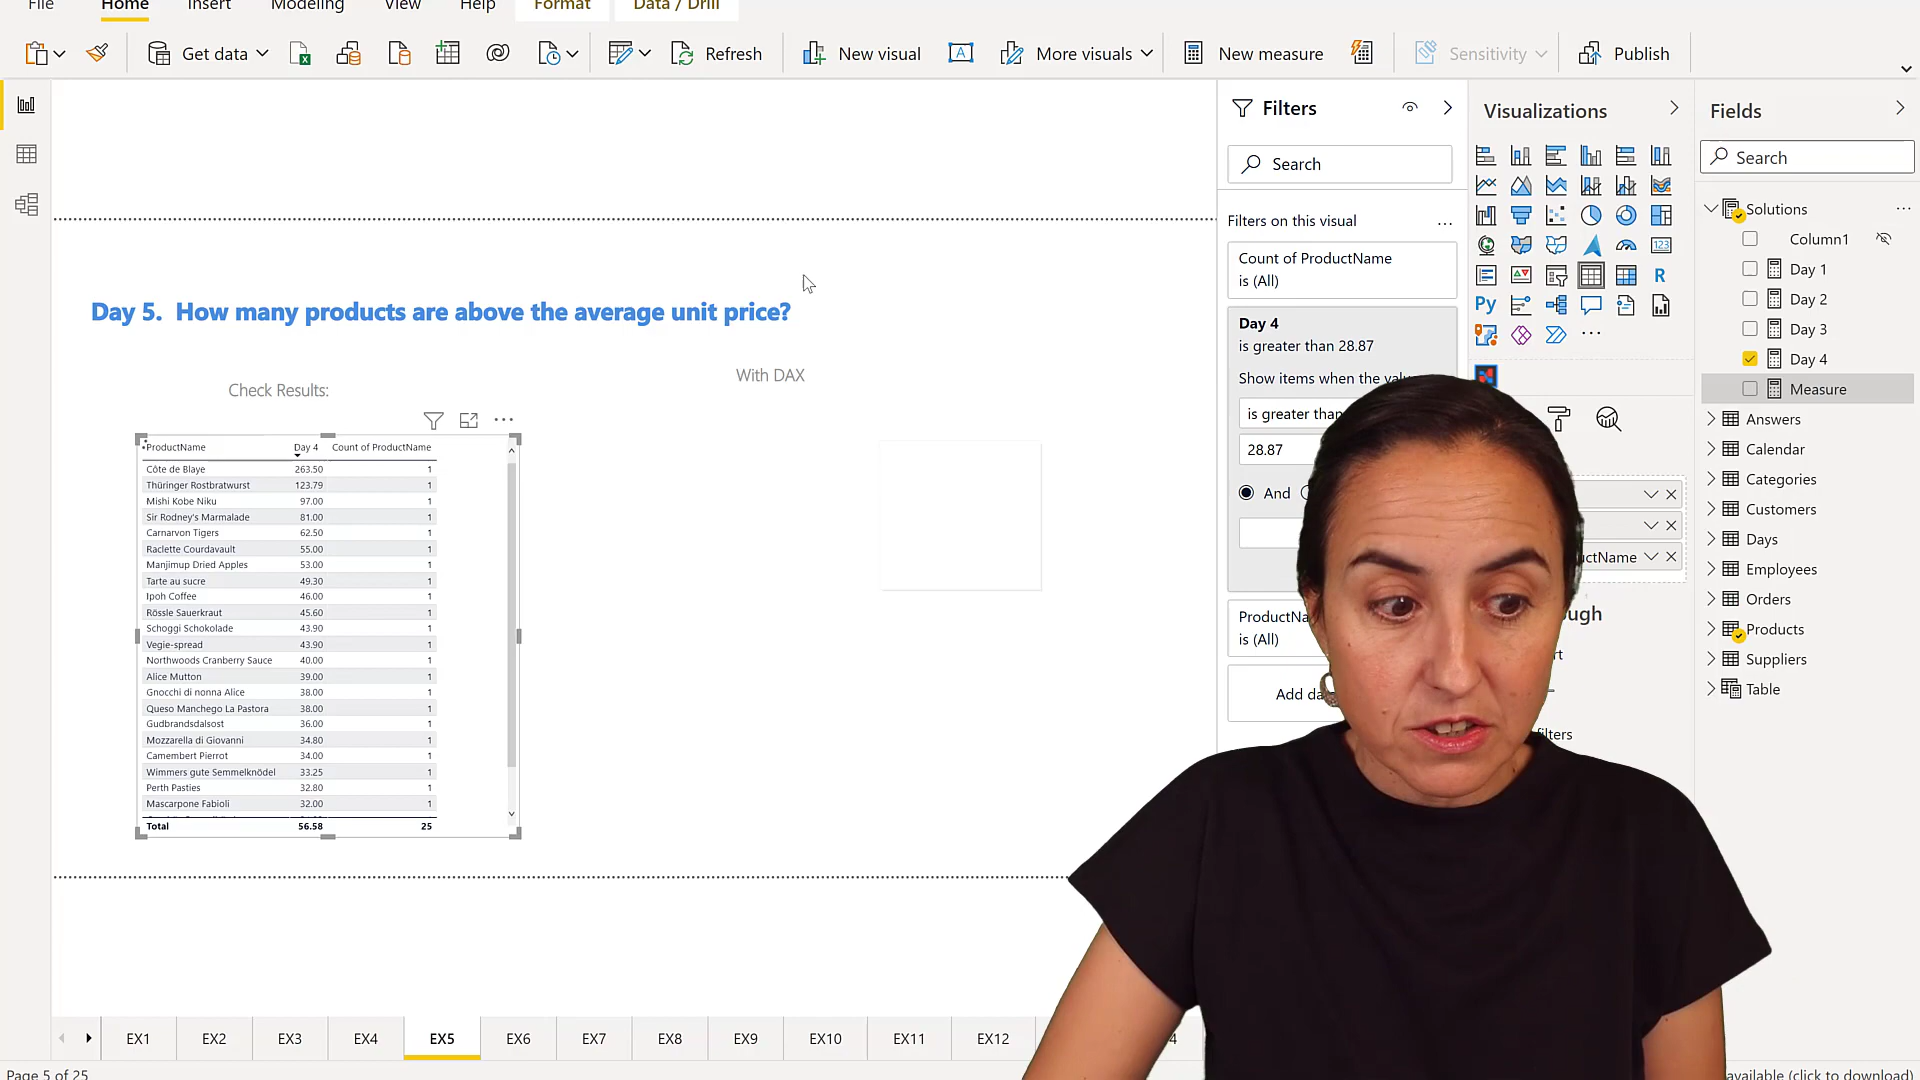 File Home Insert Modeling View Help Format Data / Drill
Get data Refresh New visual More visuals New measure Sensitivity Publish
Day 5. How many products are above the average unit price?
Check Results:
With DAX
ProductName Day 4 Count of ProductName
Côte de Blaye 263.50 1
Thüringer Rostbratwurst 123.79 1
Mishi Kobe Niku 97.00 1
Sir Rodney's Marmalade 81.00 1
Carnarvon Tigers 62.50 1
Raclette Courdavault 55.00 1
Manjimup Dried Apples 53.00 1
Tarte au sucre 49.30 1
Ipoh Coffee 46.00 1
Rössle Sauerkraut 45.60 1
Schoggi Schokolade 43.90 1
Vegie-spread 43.90 1
Northwoods Cranberry Sauce 40.00 1
Alice Mutton 39.00 1
Gnocchi di nonna Alice 38.00 1
Queso Manchego La Pastora 38.00 1
Gudbrandsdalsost 36.00 1
Mozzarella di Giovanni 34.80 1
Camembert Pierrot 34.00 1
Wimmers gute Semmelknödel 33.25 1
Perth Pasties 32.80 1
Mascarpone Fabioli 32.00 1
Total 56.58 25
Filters
Search
Filters on this visual
Count of ProductName
is (All)
Day 4
is greater than 28.87
Show items when the
is greater than
28.87
And
ProductNa
is (All)
Add da
Visualizations
123
R
Py
ctName
ugh
rt
filters
Fields
Search
Solutions
Column1
Day 1
Day 2
Day 3
Day 4
Measure
Answers
Calendar
Categories
Customers
Days
Employees
Orders
Products
Suppliers
Table
EX1 EX2 EX3 EX4 EX5 EX6 EX7 EX8 EX9 EX10 EX11 EX12 4
Page 5 of 25
available (click to download)